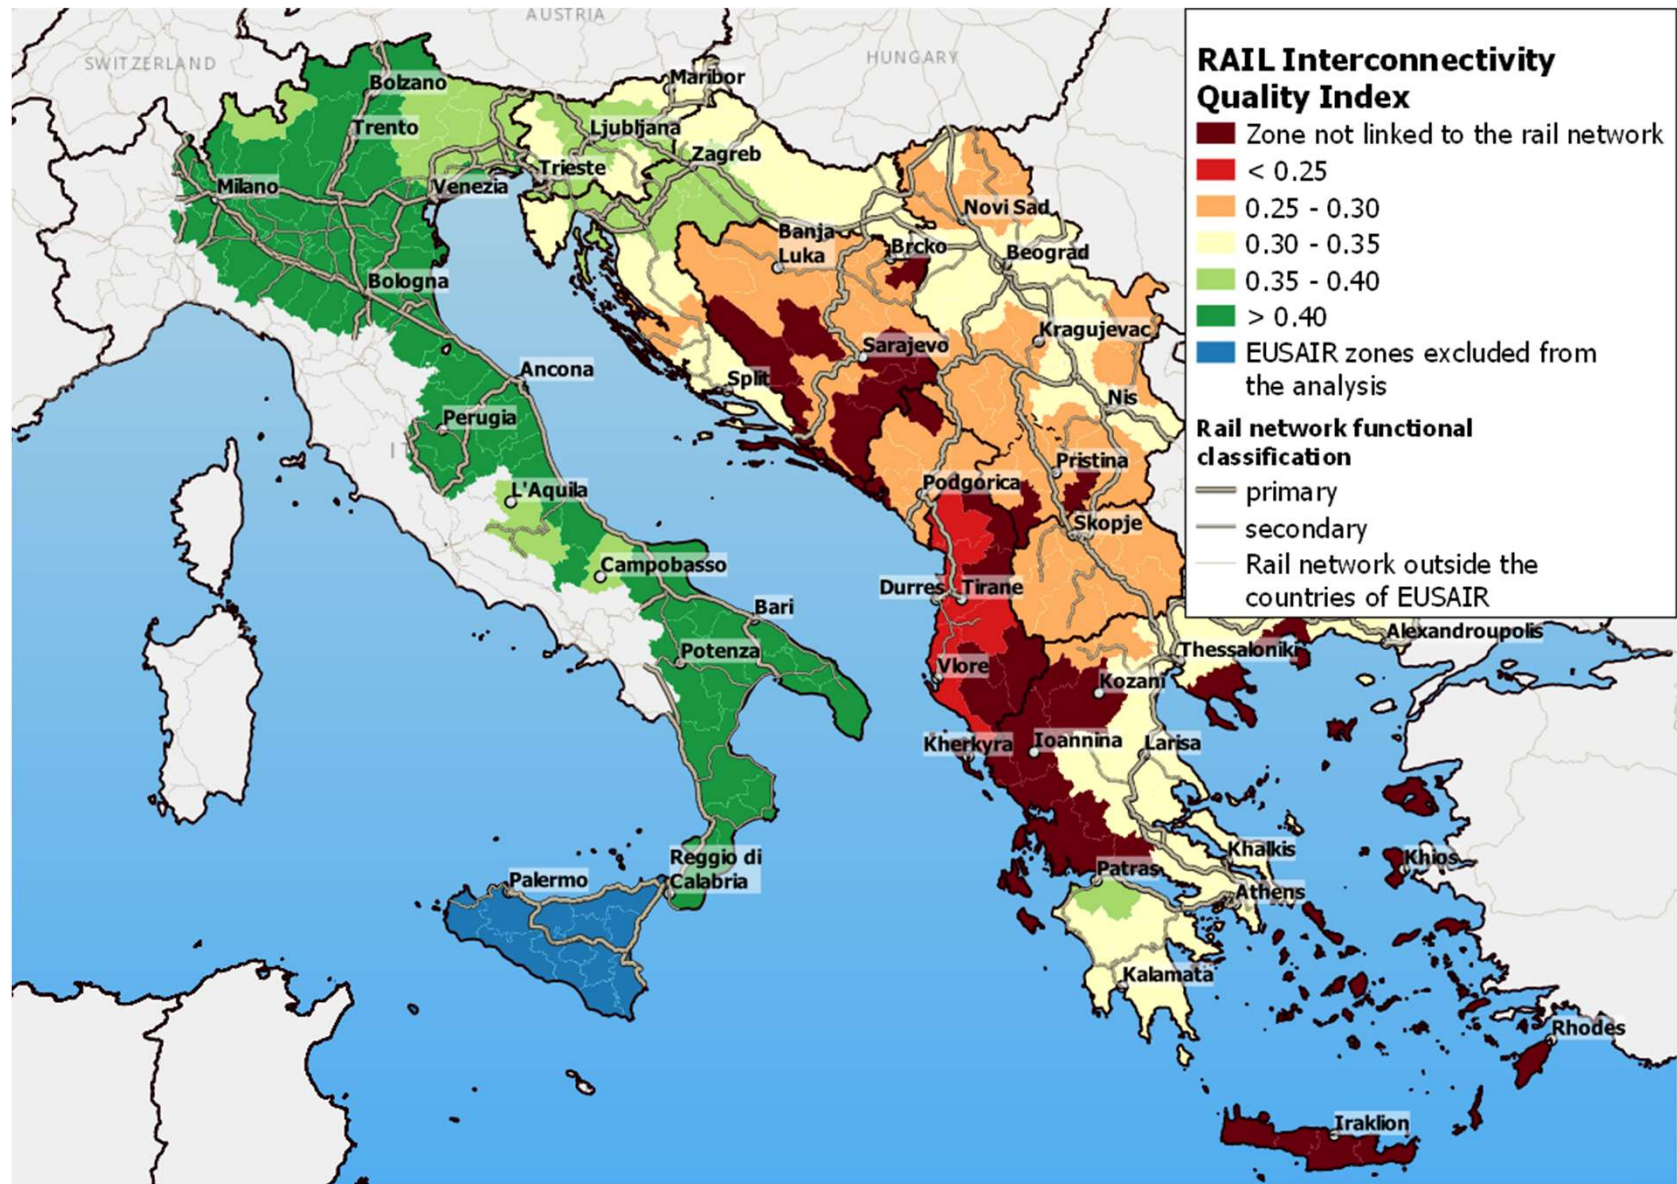 AUSTRIA
SWITZERLAND
HUNGARY
RAIL Interconnectivity
Quality Index
Zone not linked to the rail network
< 0.25
0.25 - 0.30
0.30 - 0.35
0.35 - 0.40
> 0.40
EUSAIR zones excluded from
the analysis
Rail network functional
classification
primary
secondary
Rail network outside the
countries of EUSAIR
Bolzano
Maribor
Trento
Ljubljana
Zagreb
Trieste
Milano
Venezia
Novi Sad
Banja
Luka
Brcko
Beograd
Bologna
Kragujevac
Sarajevo
Ancona
Split
Nis
Perugia
IT
Pristina
Podgorica
L'Aquila
Skopje
Campobasso
Durres
Tirane
Bari
Alexandroupolis
Potenza
Thessaloniki
Vlore
Kozani
Kherkyra
Ioannina
Larisa
Reggio di
Calabria
Khalkis
Khios
Palermo
Patras
Athens
Kalamata
Rhodes
Iraklion